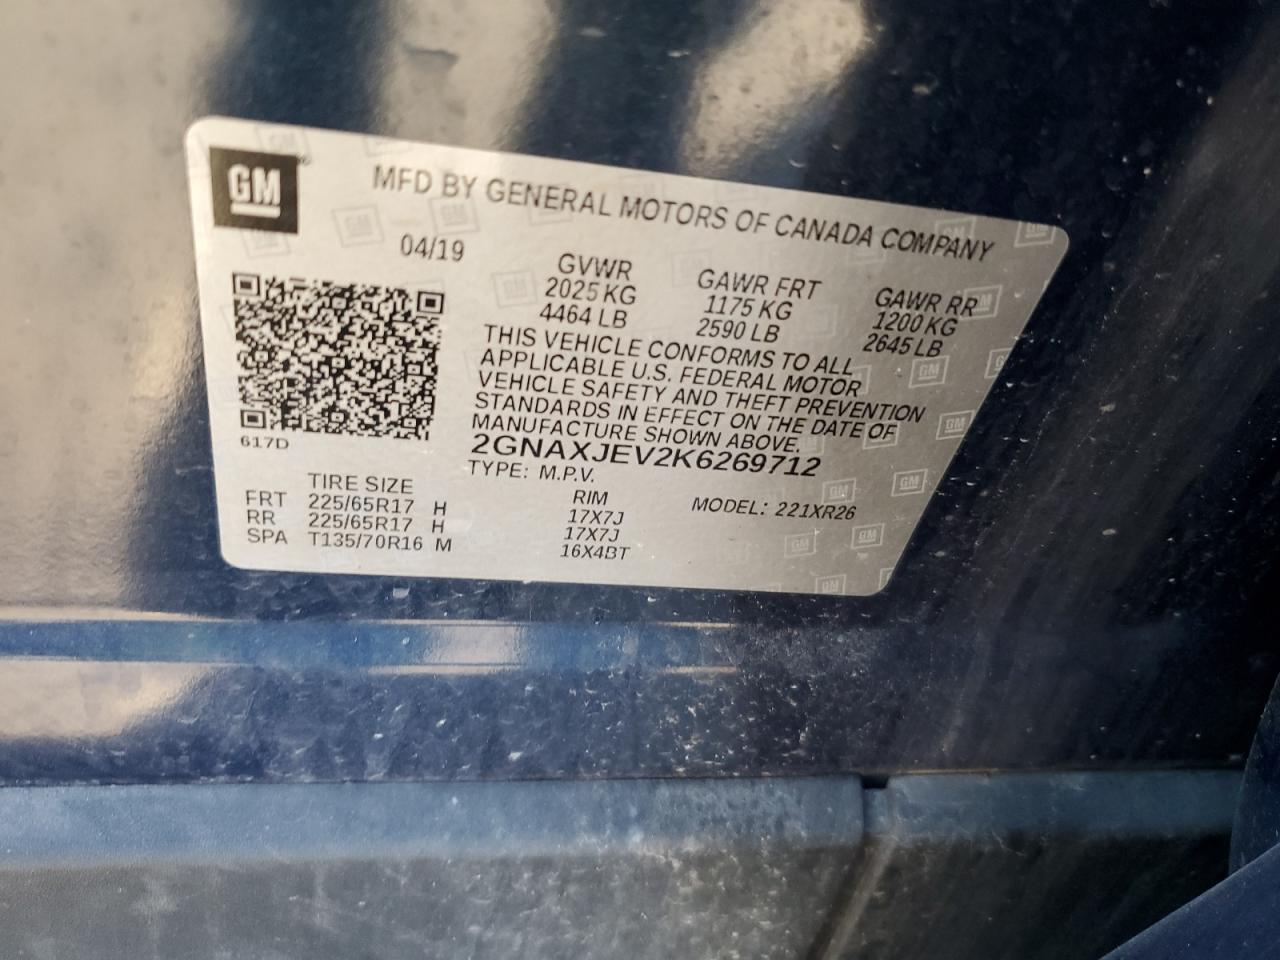 GM
MFD BY GENERAL MOTORS OF CANADA COMPANY
04/19
GVWR GAWR FRT GAWR RR
2025 KG 1175 KG 1200 KG
4464 LB 2590 LB 2645 LB
THIS VEHICLE CONFORMS TO ALL
APPLICABLE U.S. FEDERAL MOTOR
VEHICLE SAFETY AND THEFT PREVENTION
STANDARDS IN EFFECT ON THE DATE OF
MANUFACTURE SHOWN ABOVE.
2GNAXJEV2K6269712
617D
TYPE: M.P.V.
MODEL: 221XR26
TIRE SIZE RIM
FRT 225/65R17 H 17X7J
RR 225/65R17 H 17X7J
SPA T135/70R16 M 16X4BT